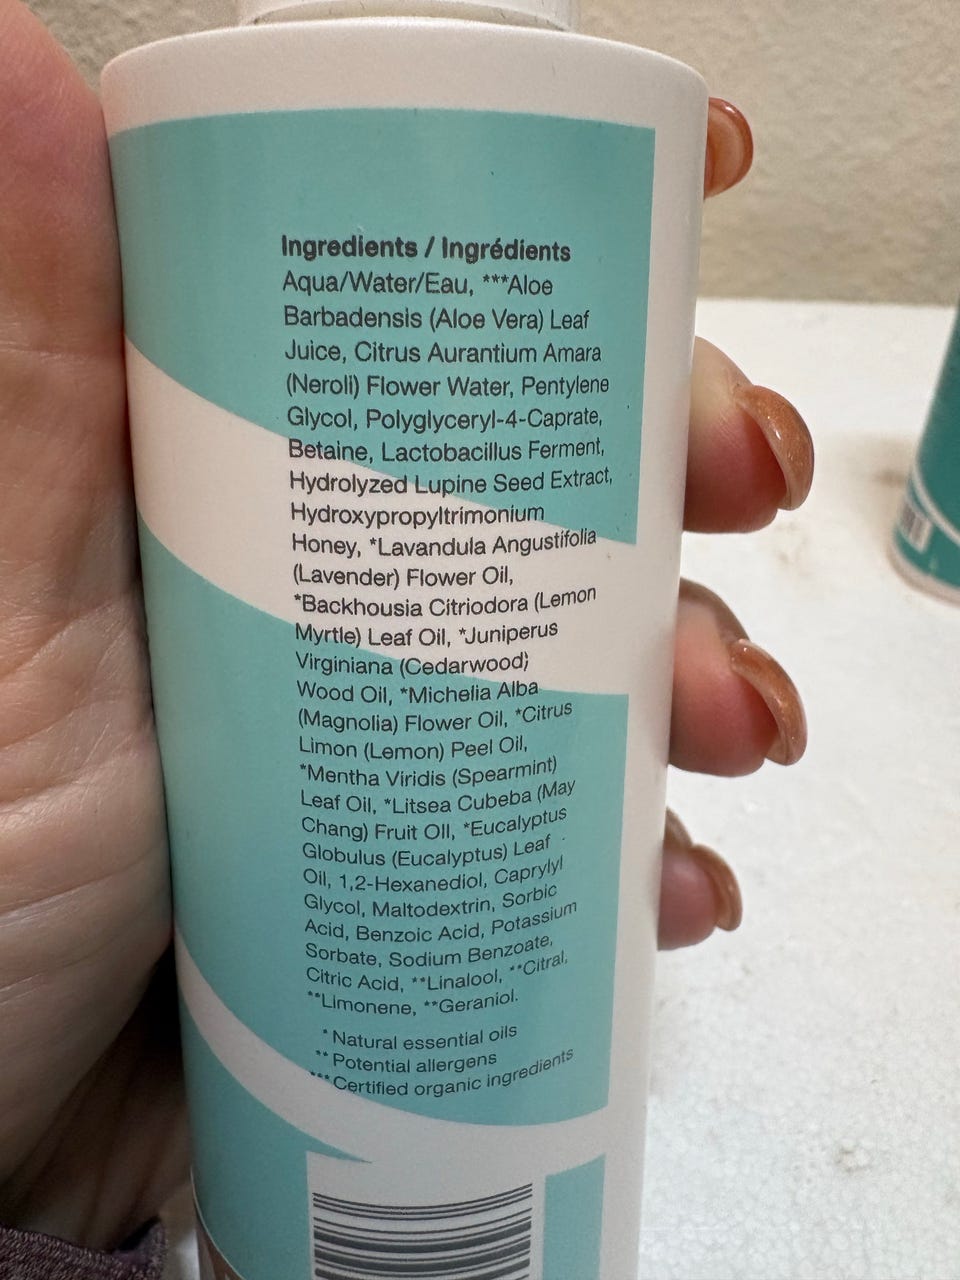 Ingredients / Ingrédients
Aqua/Water/Eau, ***Aloe
Barbadensis (Aloe Vera) Leaf
Juice, Citrus Aurantium Amara
(Neroli) Flower Water, Pentylene
Glycol, Polyglyceryl-4-Caprate,
Betaine, Lactobacillus Ferment,
Hydrolyzed Lupine Seed Extract,
Hydroxypropyltrimonium
Honey, *Lavandula Angustifolia
(Lavender) Flower Oil,
*Backhousia Citriodora (Lemon
Myrtle) Leaf Oil, *Juniperus
Virginiana (Cedarwood)
Wood Oil, *Michelia Alba
(Magnolia) Flower Oil, *Citrus
Limon (Lemon) Peel Oil,
*Mentha Viridis (Spearmint)
Leaf Oil, *Litsea Cubeba (May
Chang) Fruit OIl, *Eucalyptus
Globulus (Eucalyptus) Leaf
Oil, 1,2-Hexanediol, Caprylyl
Glycol, Maltodextrin, Sorbic
Acid, Benzoic Acid, Potassium
Sorbate, Sodium Benzoate,
Citric Acid, **Linalool, **Citral,
**Limonene, **Geraniol.
* Natural essential oils
** Potential allergens
*** Certified organic ingredients